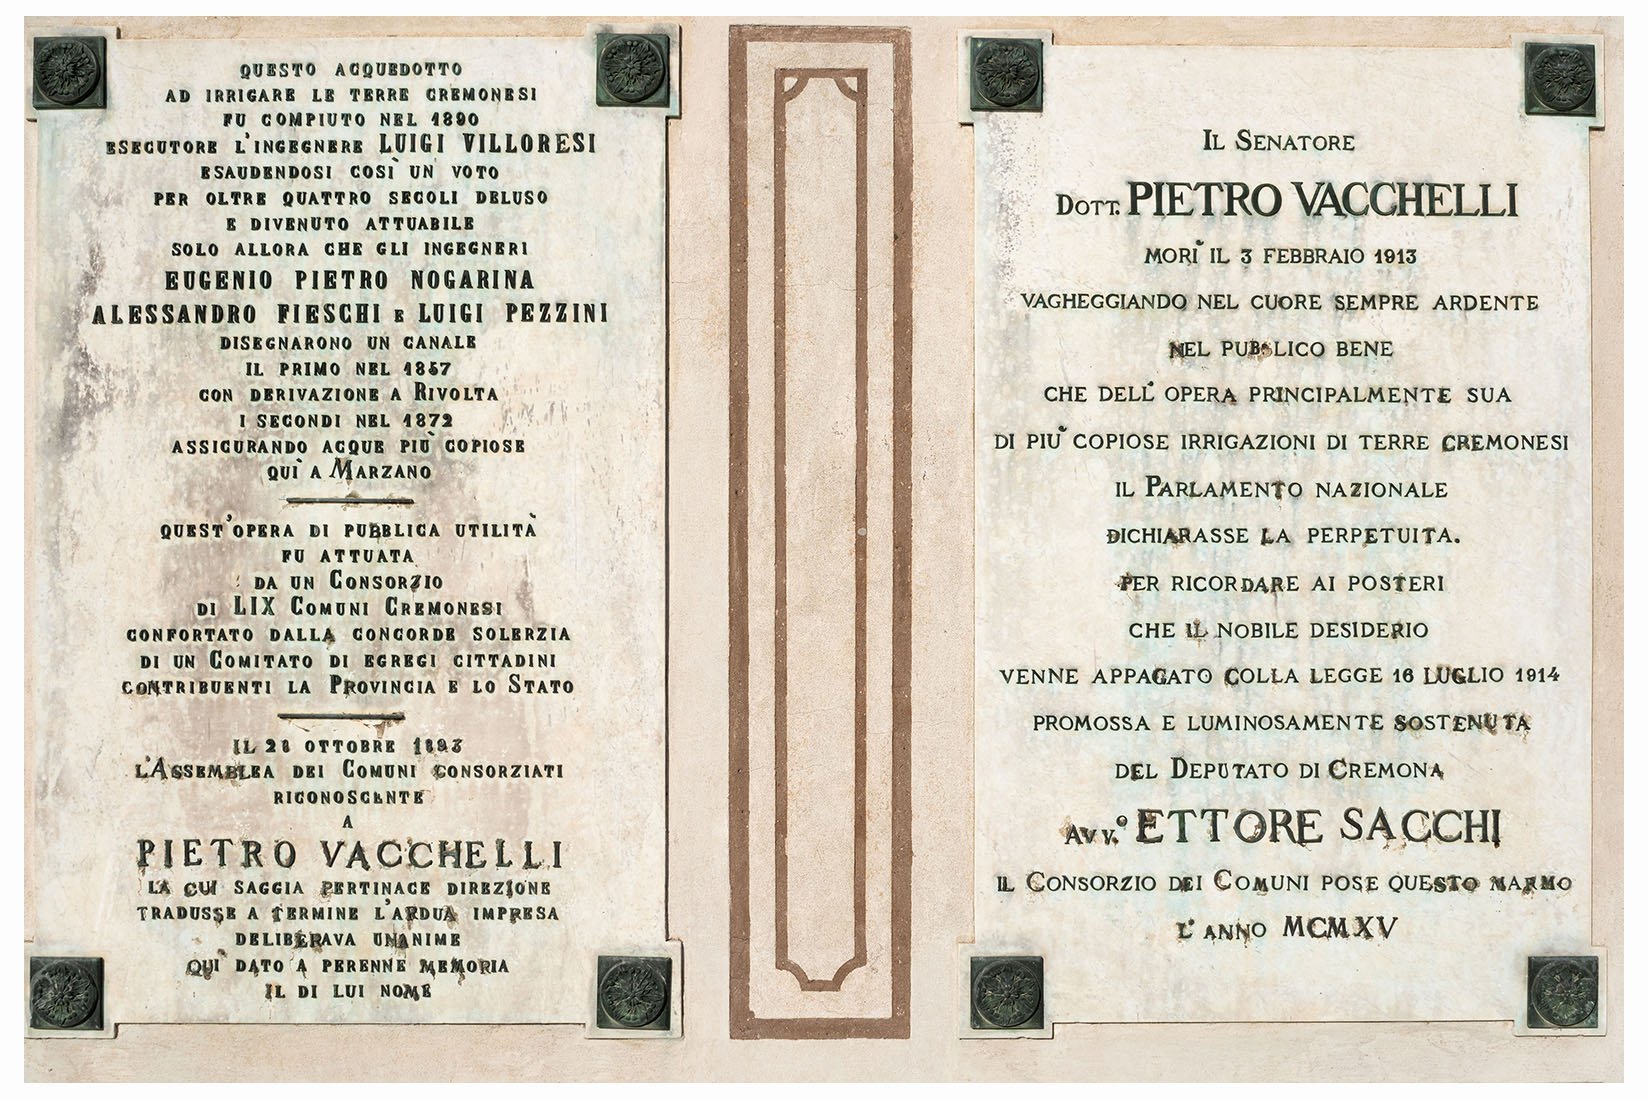 QUESTO ACQUEDOTTO
AD IRRIGARE LE TERRE CREMONESI
FU COMPIUTO NEL 1890
ESECUTORE L'INGEGNERE LUIGI VILLORESI
ESAUDENDOSI COSÌ UN VOTO
PER OLTRE QUATTRO SECOLI DELUSO
E DIVENUTO ATTUABILE
SOLO ALLORA CHE GLI INGEGNERI
EUGENIO PIETRO NOGARINA
ALESSANDRO FIESCHI E LUIGI PEZZINI
DISEGNARONO UN CANALE
IL PRIMO NEL 1857
CON DERIVAZIONE A RIVOLTA
I SECONDI NEL 1872
ASSICURANDO ACQUE PIÙ COPIOSE
QUÌ A MARZANO
QUEST'OPERA DI PUBBLICA UTILITÀ
FU ATTUATA
DA UN CONSORZIO
DI LIX COMUNI CREMONESI
CONFORTATO DALLA CONCORDE SOLERZIA
DI UN COMITATO DI EGREGI CITTADINI
CONTRIBUENTI LA PROVINCIA E LO STATO
IL 28 OTTOBRE 1893
L'ASSEMBLEA DEI COMUNI CONSORZIATI
RICONOSCENTE
A
PIETRO VACCHELLI
LA CUI SAGGIA PERTINACE DIREZIONE
TRADUSSE A TERMINE L'ARDUA IMPRESA
DELIBERAVA UNANIME
QUÌ DATO A PERENNE MEMORIA
IL DI LUI NOME
IL SENATORE
DOTT. PIETRO VACCHELLI
MORÌ IL 3 FEBBRAIO 1913
VAGHEGGIANDO NEL CUORE SEMPRE ARDENTE
NEL PUBBLICO BENE
CHE DELL'OPERA PRINCIPALMENTE SUA
DI PIÙ COPIOSE IRRIGAZIONI DI TERRE CREMONESI
IL PARLAMENTO NAZIONALE
DICHIARASSE LA PERPETUITA.
PER RICORDARE AI POSTERI
CHE IL NOBILE DESIDERIO
VENNE APPAGATO COLLA LEGGE 16 LUGLIO 1914
PROMOSSA E LUMINOSAMENTE SOSTENUTA
DEL DEPUTATO DI CREMONA
AVV.º ETTORE SACCHI
IL CONSORZIO DEI COMUNI POSE QUESTO MARMO
L'ANNO MCMXV